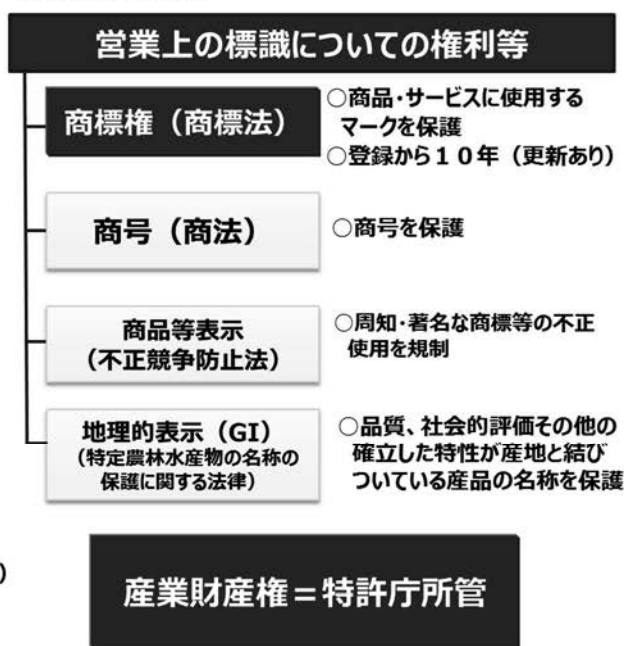 営業上の標識についての権利等
商標権（商標法）
○商品・サービスに使用する
マークを保護
○登録から１０年（更新あり）
商号（商法）
○商号を保護
商品等表示
（不正競争防止法）
○周知・著名な商標等の不正
使用を規制
地理的表示（GI）
（特定農林水産物の名称の
保護に関する法律）
○品質、社会的評価その他の
確立した特性が産地と結び
ついている産品の名称を保護
）
産業財産権＝特許庁所管